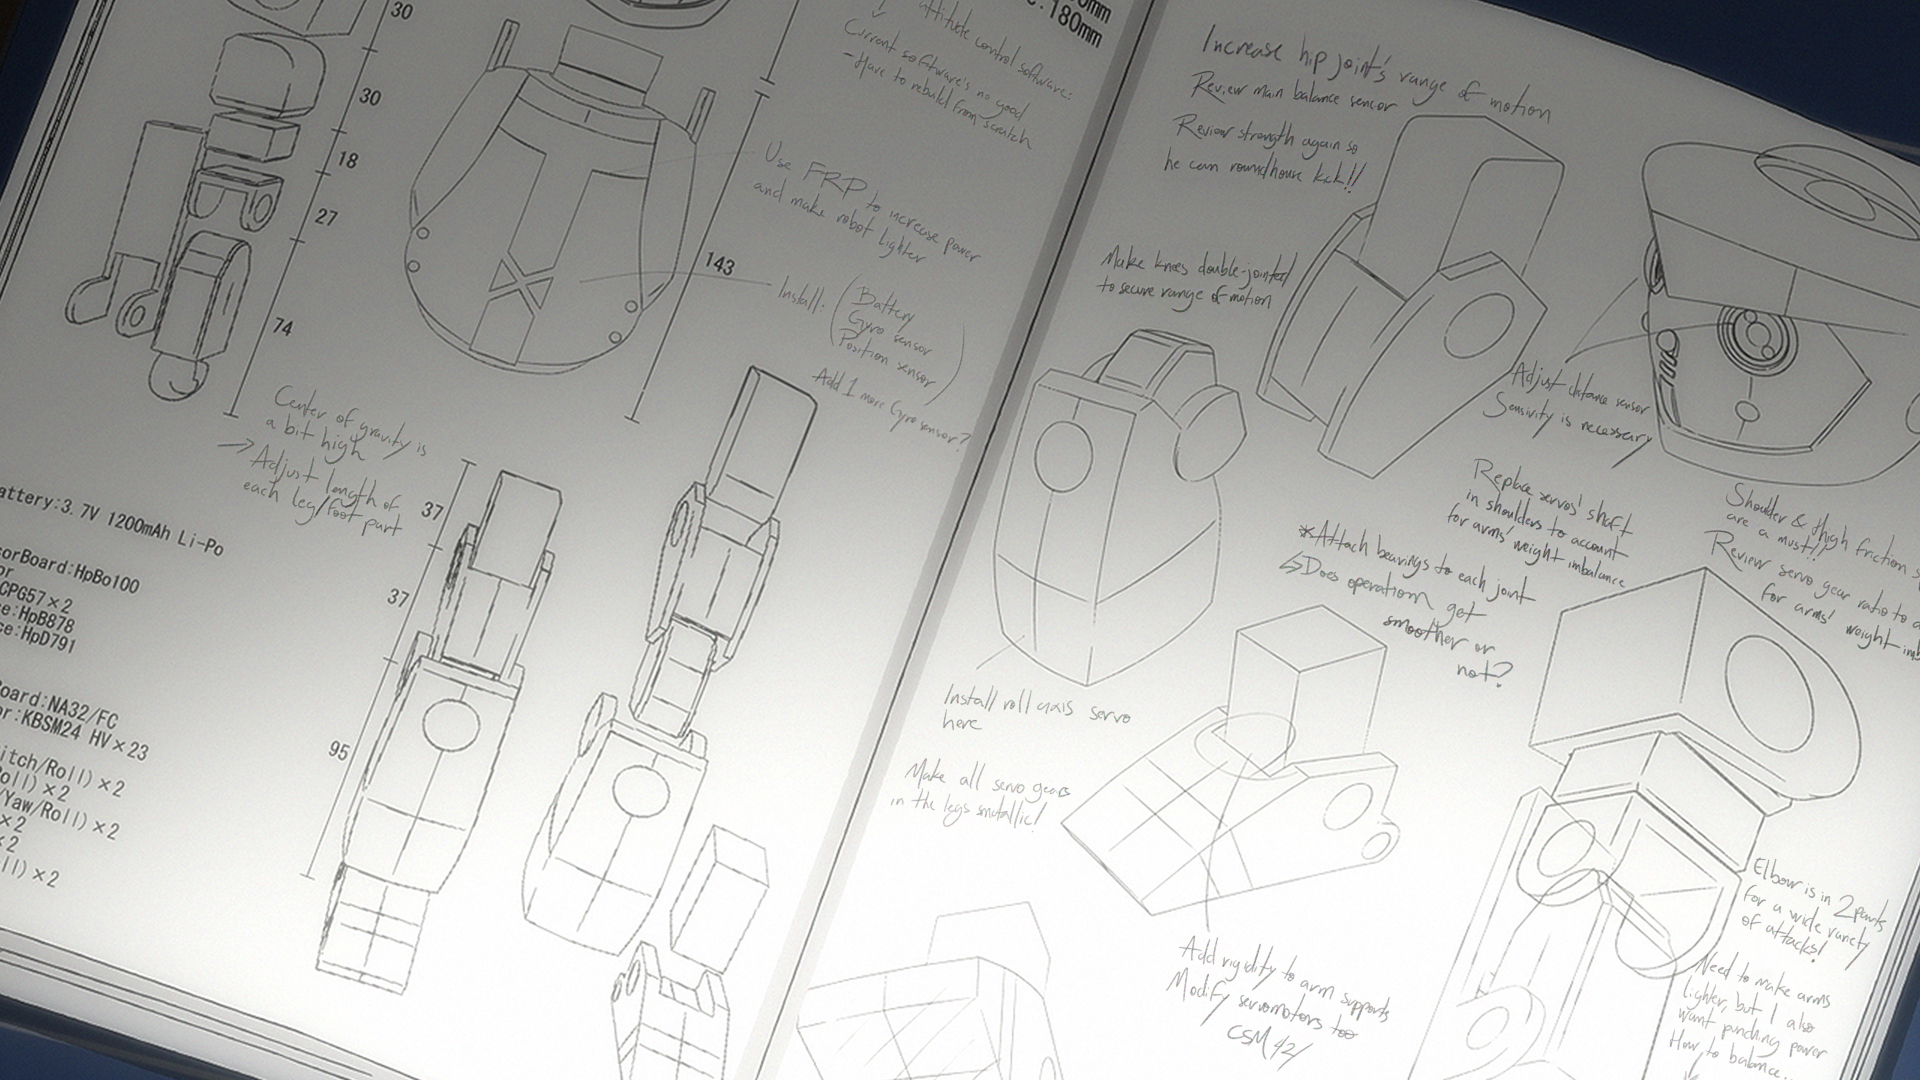 30
30
18
27
74
143
0mm
180mm
attitude control software:
Current software's no good
- Have to rebuild from scratch
Use FRP to increase power
and make robot lighter
Install:
Battery
Gyro sensor
Position sensor
Add 1 more Gyro sensor?
Center of gravity is
a bit high
→ Adjust length of
each leg/foot part
37
37
95
attery:3.7V 1200mAh Li-Po
sorBoard:HpBo100
or
CPG57×2
ce:HpB878
ce:HpD791
Board:NA32/FC
or:KBSM24 HV×23
itch/Roll)×2
Roll)×2
/Yaw/Roll)×2
×2
×2
ll)×2
Increase hip joint's range of motion
Review main balance sensor
Review strength again so
he can roundhouse kick!!
Make knees double-jointed
to secure range of motion
Adjust distance sensor
Sensivity is necessary
Replace servos' shaft
in shoulders to account
for arms' weight imbalance
Shoulder & thigh friction s
are a must!!
Review servo gear ratio to a
for arms' weight imb
*Attach bearings to each joint
↳Does operation get
smoother or
not?
Install roll axis servo
here
Make all servo gears
in the legs metallic!
Add rigidity to arm supports
Modify servomotors too
CSM 42/
Elbow is in 2 parts
for a wide variety
of attacks!
Need to make arms
lighter, but I also
want punching power
How to balance...